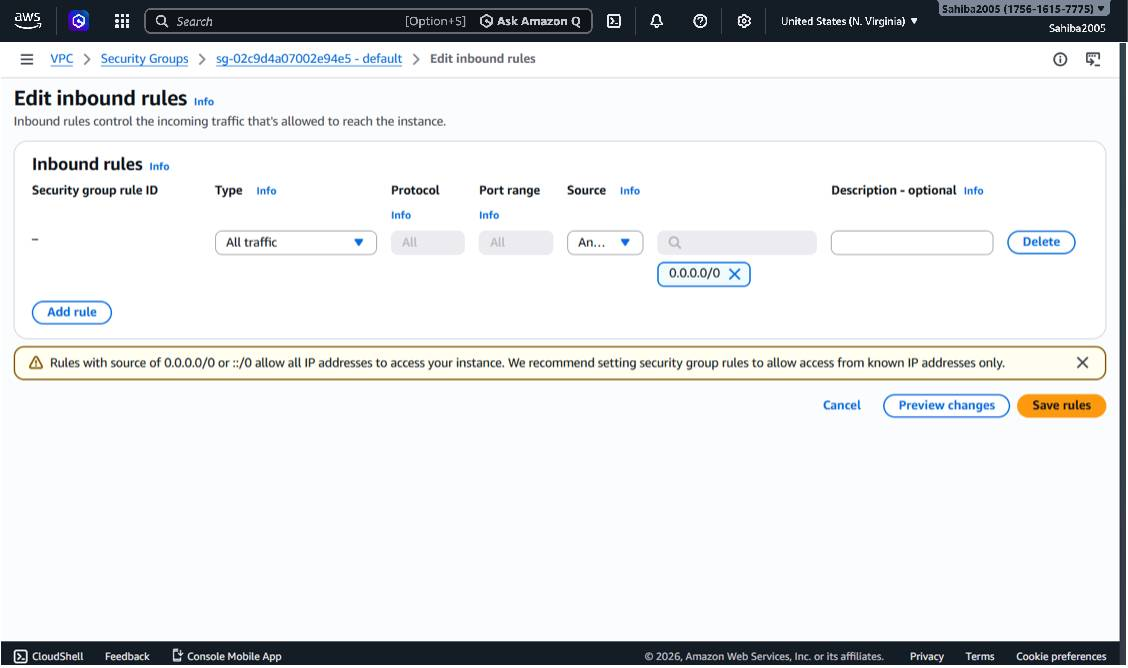 aws
Search [Option+S] Ask Amazon Q United States (N. Virginia) ▼ Sahiba2005 (1756-1615-7775) ▼
Sahiba2005
VPC > Security Groups > sg-02c9d4a07002e94e5 - default > Edit inbound rules
Edit inbound rules Info
Inbound rules control the incoming traffic that's allowed to reach the instance.
Inbound rules Info
Security group rule ID Type Info Protocol Port range Source Info Description - optional Info
Info Info
– All traffic All All An... Delete
0.0.0.0/0
Add rule
Rules with source of 0.0.0.0/0 or ::/0 allow all IP addresses to access your instance. We recommend setting security group rules to allow access from known IP addresses only.
Cancel Preview changes Save rules
CloudShell Feedback Console Mobile App © 2026, Amazon Web Services, Inc. or its affiliates. Privacy Terms Cookie preferences